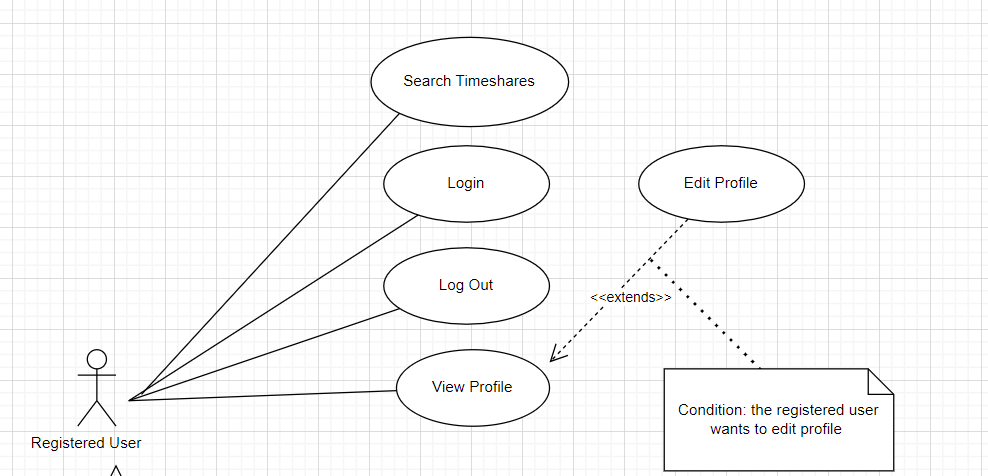 Search Timeshares
Login
Edit Profile
Log Out
<<extends>>
View Profile
Condition: the registered user
wants to edit profile
Registered User